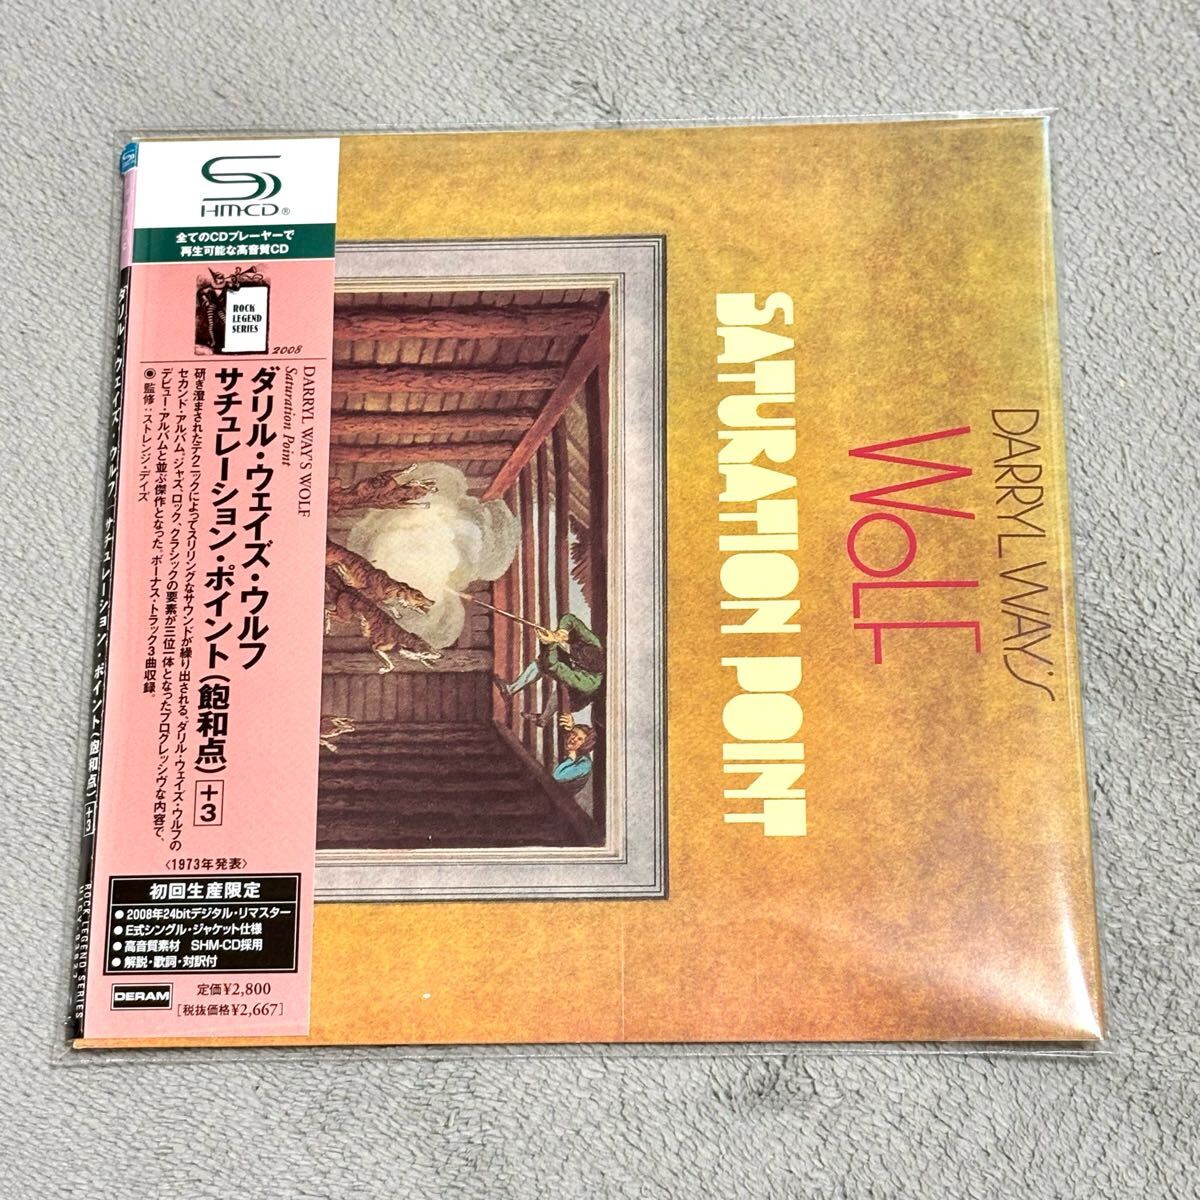 HM-CD®
全てのCDプレーヤーで
再生可能な高音質CD
ROCK
LEGEND
SERIES
2008
DARRYL WAY'S WOLF
Saturation Point
ダリル・ウェイズ・ウルフ
サチュレーション・ポイント(飽和点) +3
研ぎ澄まされたテクニックによってスリリングなサウンドが繰り出される、ダリル・ウェイズ・ウルフの
セカンド・アルバム。ジャズ、ロック、クラシックの要素が三位一体となったプログレッシヴな内容で、
デビュー・アルバムと並ぶ傑作となった。ボーナス・トラック3曲収録。
◉監修:ストレンジ・デイズ
〈1973年発表〉
初回生産限定
●2008年24bitデジタル・リマスター
●E式シングル・ジャケット仕様
●高音質素材 SHM-CD採用
●解説・歌詞・対訳付
DERAM
定価¥2,800
[税抜価格¥2,667]
ダリル・ウェイズ・ウルフ サチュレーション・ポイント(飽和点) +3
ROCK LEGEND SERIES
DARRYL WAY'S
WOLF
SATURATION POINT